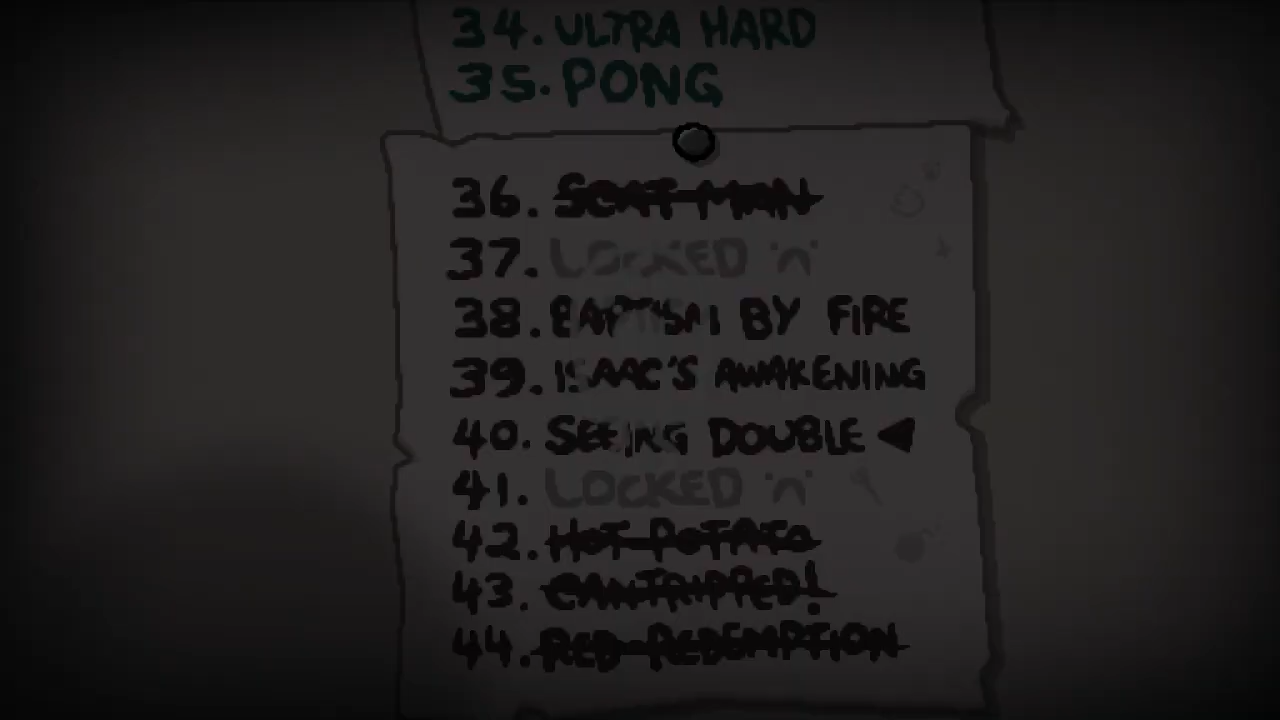 34. ULTRA HARD
35. PONG
36. SCAT MAN
37. LOCKED :'n':
38. BAPTISM BY FIRE
39. ISAAC'S AWAKENING
40. SEEING DOUBLE
41. LOCKED :'n':
42. HOT POTATO
43. CANTRIPPED!
44. RED REDEMPTION